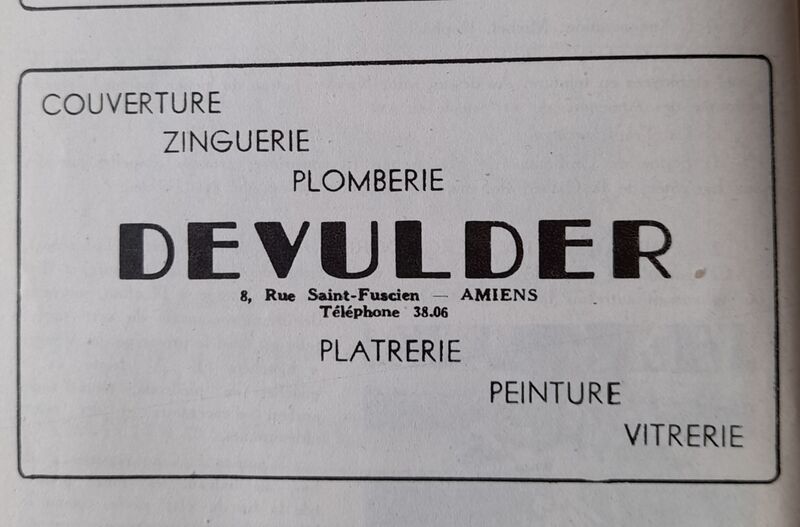 COUVERTURE
ZINGUERIE
PLOMBERIE
DEVULDER
8, Rue Saint-Fuscien — AMIENS
Téléphone 38.06
PLATRERIE
PEINTURE
VITRERIE